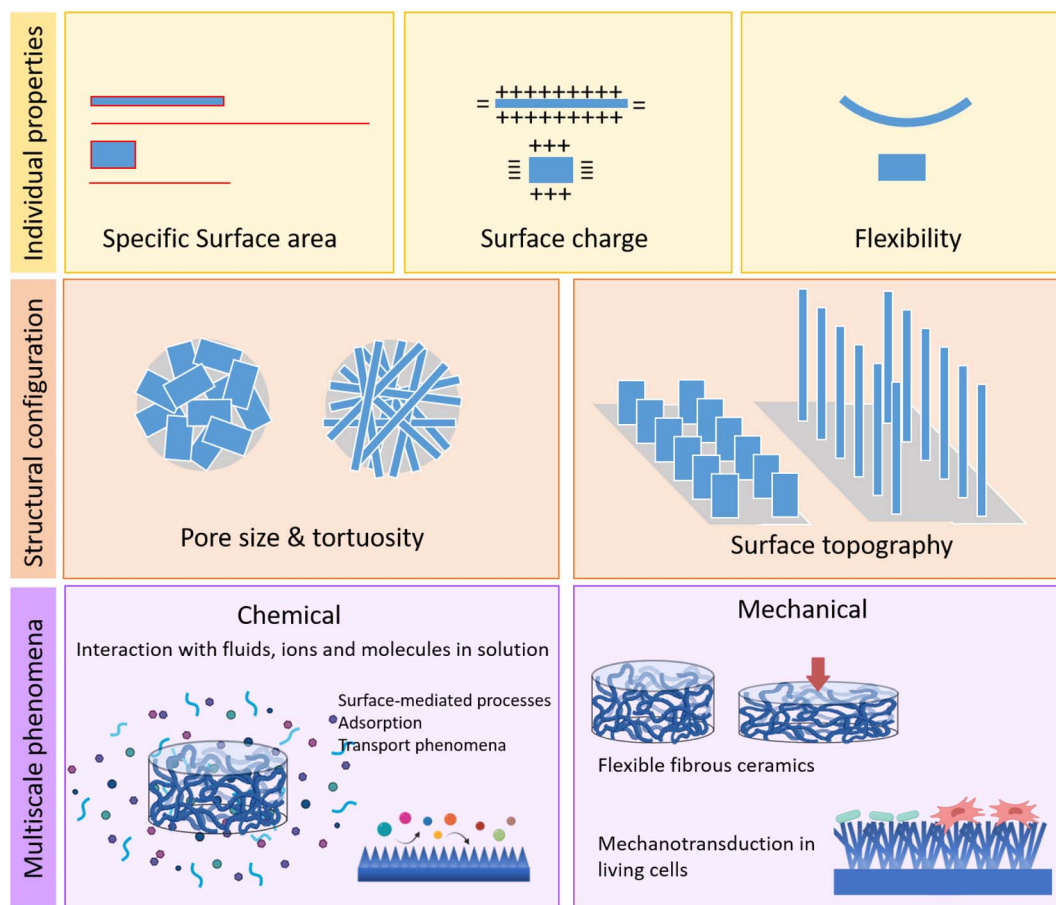 Individual properties
Specific Surface area
Surface charge
Flexibility
Structural configuration
Pore size & tortuosity
Surface topography
Multiscale phenomena
Chemical
Interaction with fluids, ions and molecules in solution
Surface-mediated processes
Adsorption
Transport phenomena
Mechanical
Flexible fibrous ceramics
Mechanotransduction in
living cells